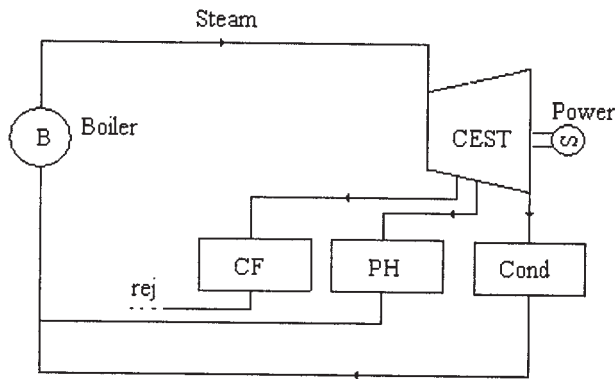 Steam
Power
B
Boiler
CEST
S
CF
PH
Cond
rej